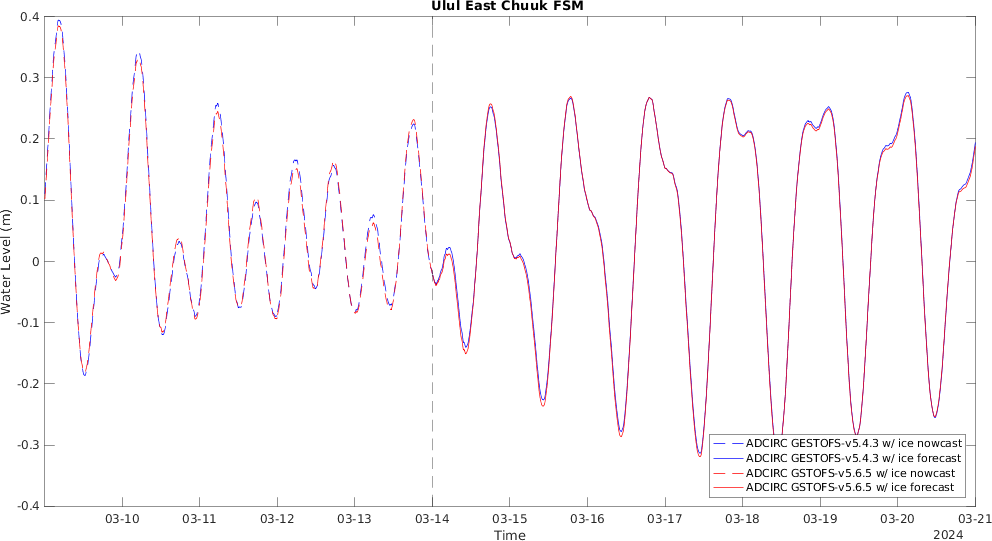 Ulul East Chuuk FSM
0.4
0.3
0.2
0.1
0
-0.1
-0.2
-0.3
-0.4
Water Level (m)
ADCIRC GESTOFS-v5.4.3 w/ ice nowcast
ADCIRC GESTOFS-v5.4.3 w/ ice forecast
ADCIRC GSTOFS-v5.6.5 w/ ice nowcast
ADCIRC GSTOFS-v5.6.5 w/ ice forecast
03-10 03-11 03-12 03-13 03-14 03-15 03-16 03-17 03-18 03-19 03-20 03-21
Time
2024